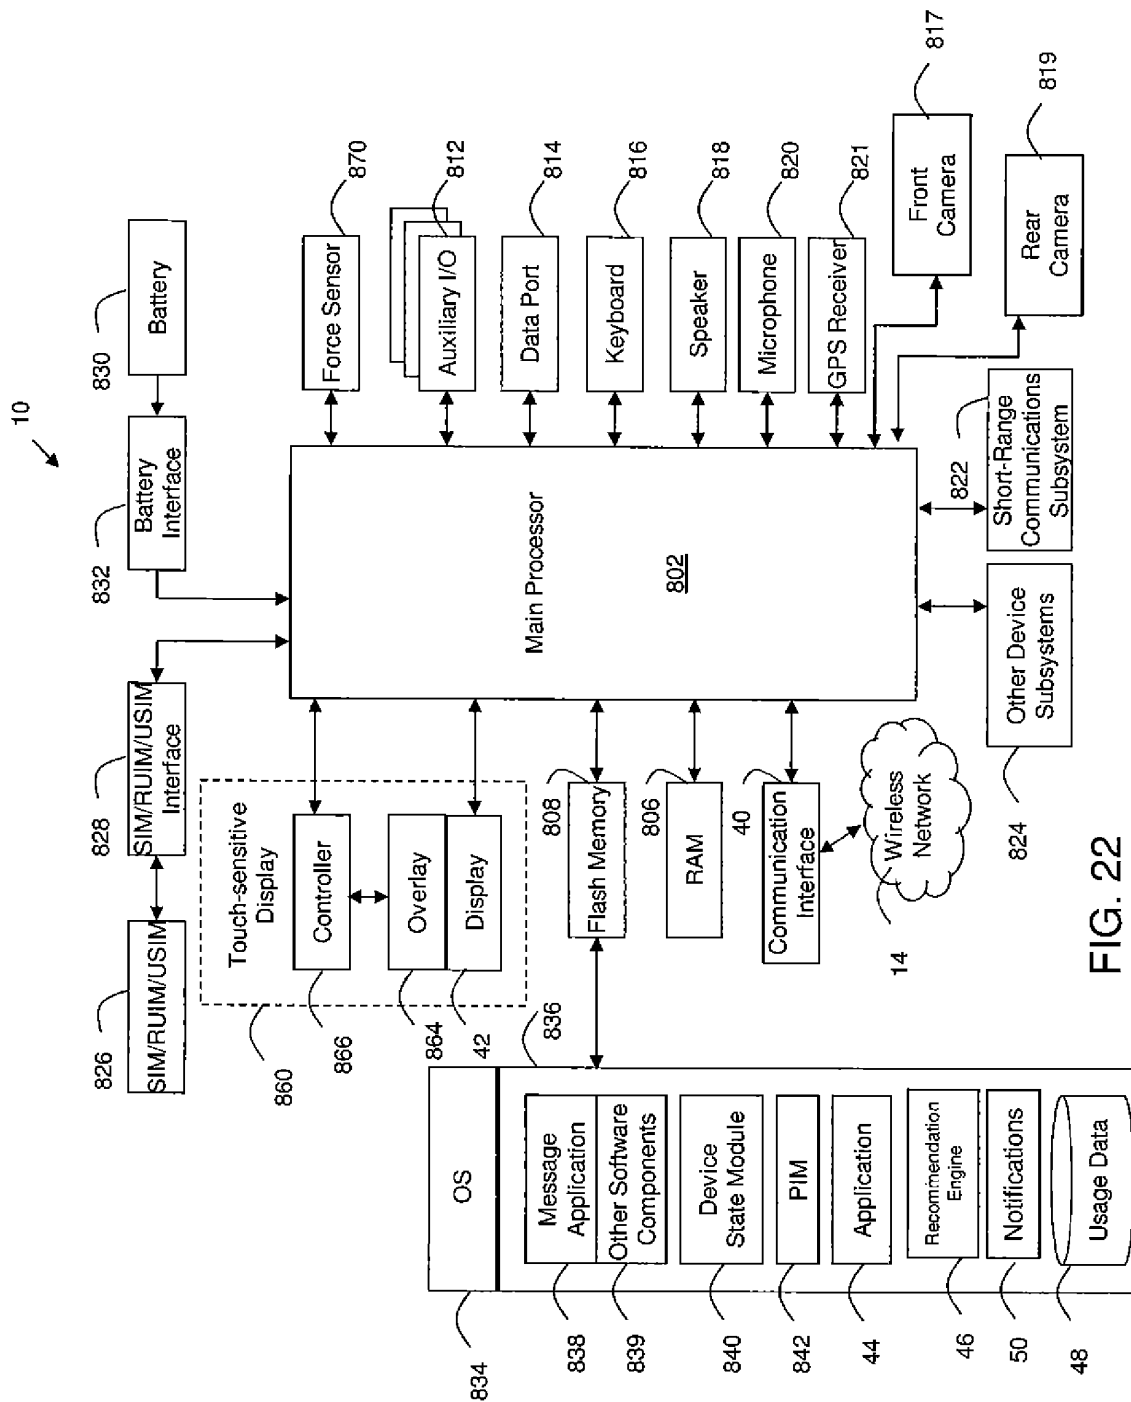 10
830
Battery
832
Battery
Interface
828
SIM/RUIM/USIM
Interface
826
SIM/RUIM/USIM
870
Force Sensor
812
Auxiliary I/O
814
Data Port
816
Keyboard
818
Speaker
820
Microphone
821
GPS Receiver
817
Front
Camera
819
Rear
Camera
Main Processor
802
822
Short-Range
Communications
Subsystem
824
Other Device
Subsystems
Touch-sensitive
Display
Controller
Overlay
Display
860
866
864
42
808
Flash Memory
806
RAM
40
Communication
Interface
14
Wireless
Network
836
834
OS
838
Message
Application
839
Other Software
Components
840
Device
State Module
842
PIM
44
Application
46
Recommendation
Engine
50
Notifications
48
Usage Data
FIG. 22